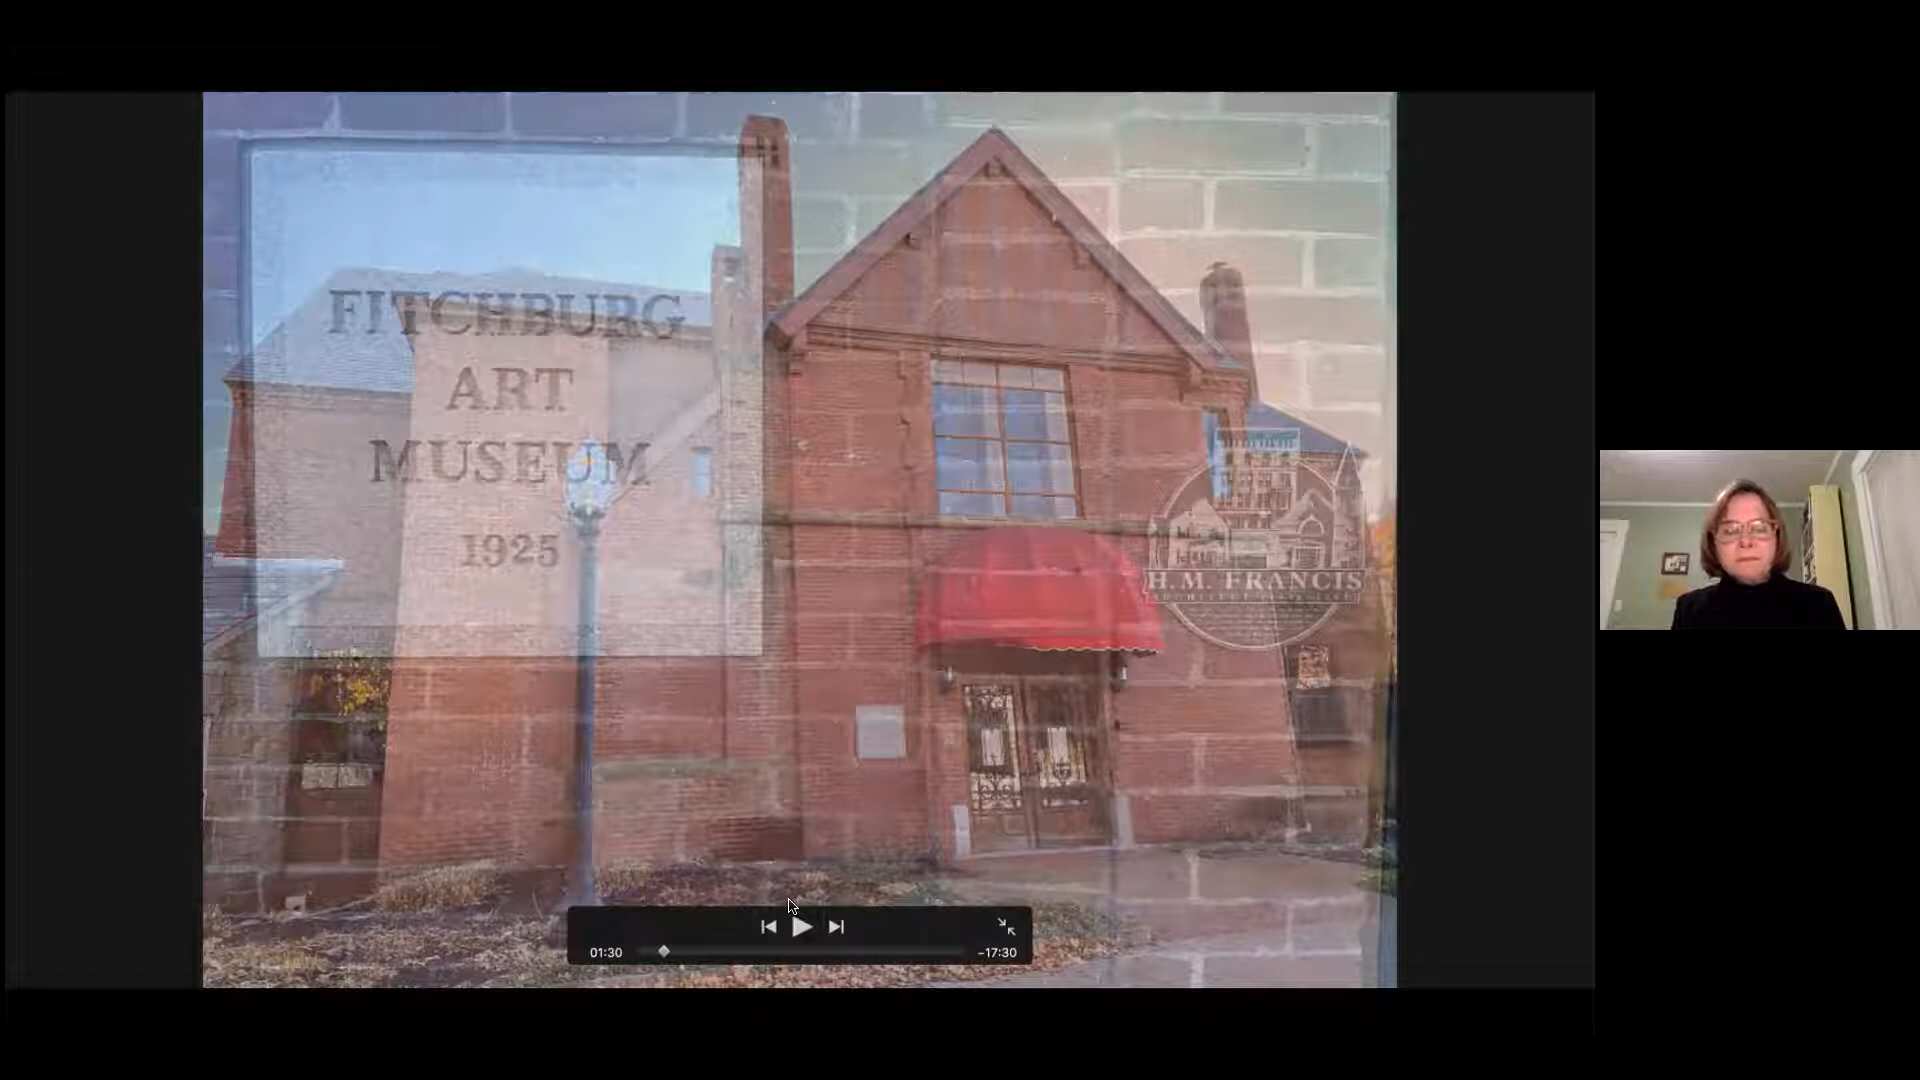 FITCHBURG
ART
MUSEUM
1925
H.M. FRANCIS
01:30
-17:30